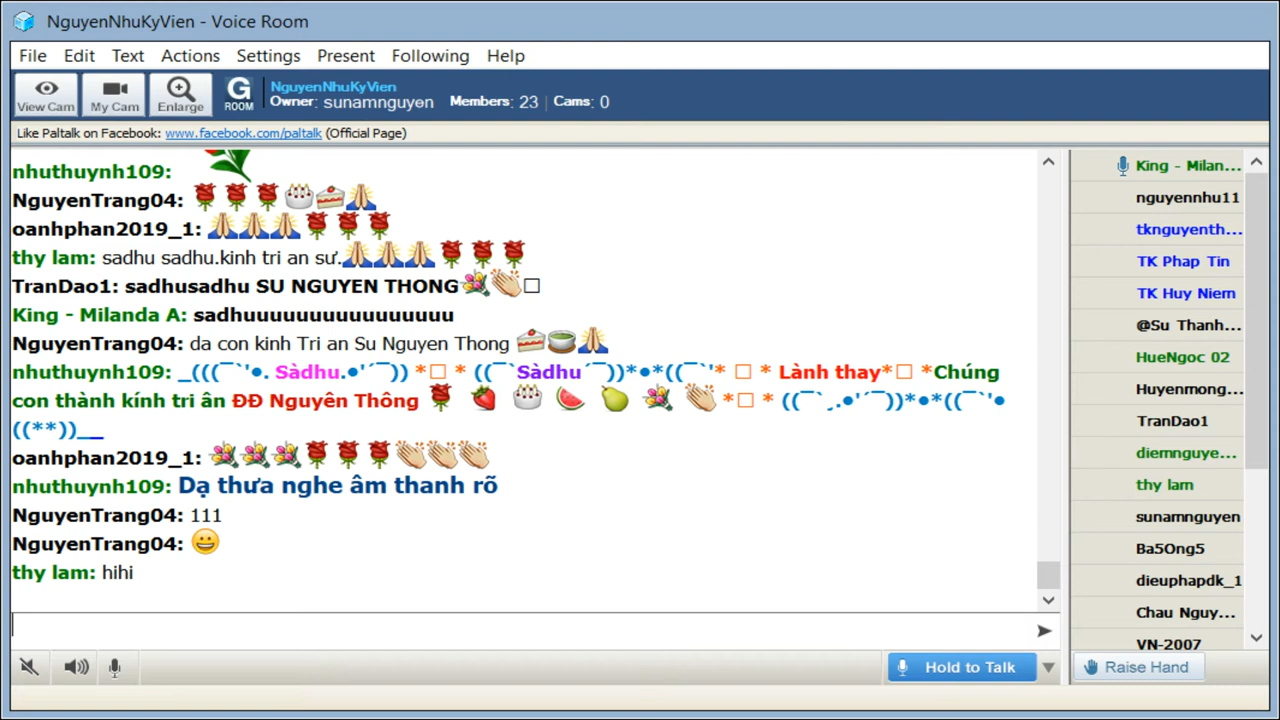 NguyenNhuKyVien - Voice Room
File Edit Text Actions Settings Present Following Help
View Cam My Cam Enlarge G ROOM
NguyenNhuKyVien
Owner: sunamnguyen Members: 23 Cams: 0
Like Paltalk on Facebook: www.facebook.com/paltalk (Official Page)
nhuthuynh109:
NguyenTrang04:
oanhphan2019_1:
thy lam: sadhu sadhu.kinh tri an sư.
TranDao1: sadhusadhu SU NGUYEN THONG
King - Milanda A: sadhuuuuuuuuuuuuuuuu
NguyenTrang04: da con kinh Tri an Su Nguyen Thong
nhuthuynh109: _(((¯`'●. Sàdhu.●'´¯)) *□ * ((¯`Sàdhu´¯))*●*((¯`'* □ * Lành thay*□ *Chúng
con thành kính tri ân ĐĐ Nguyên Thông *□ * ((¯`¸.●'´¯))*●*((¯`'●
((**))__
oanhphan2019_1:
nhuthuynh109: Dạ thưa nghe âm thanh rõ
NguyenTrang04: 111
NguyenTrang04:
thy lam: hihi
Hold to Talk
King - Milan...
nguyennhu11
tknguyenth...
TK Phap Tin
TK Huy Niem
@Su Thanh...
HueNgoc 02
Huyenmong...
TranDao1
diemnguye...
thy lam
sunamnguyen
Ba5Ong5
dieuphapdk_1
Chau Nguy...
VN-2007
Raise Hand